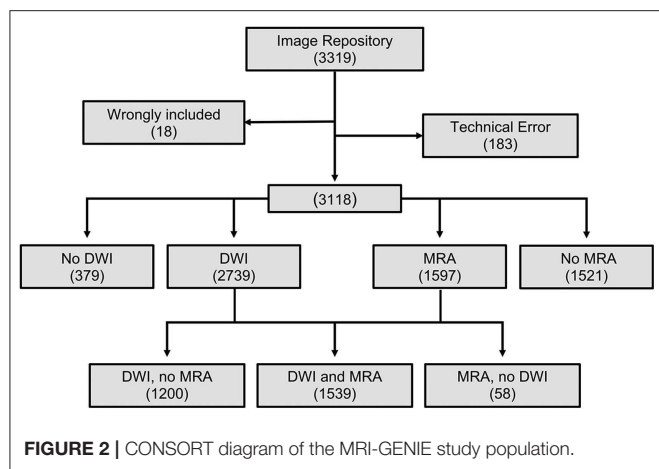 Image Repository
(3319)
Wrongly included
(18)
Technical Error
(183)
(3118)
No DWI
(379)
DWI
(2739)
MRA
(1597)
No MRA
(1521)
DWI, no MRA
(1200)
DWI and MRA
(1539)
MRA, no DWI
(58)
FIGURE 2 | CONSORT diagram of the MRI-GENIE study population.